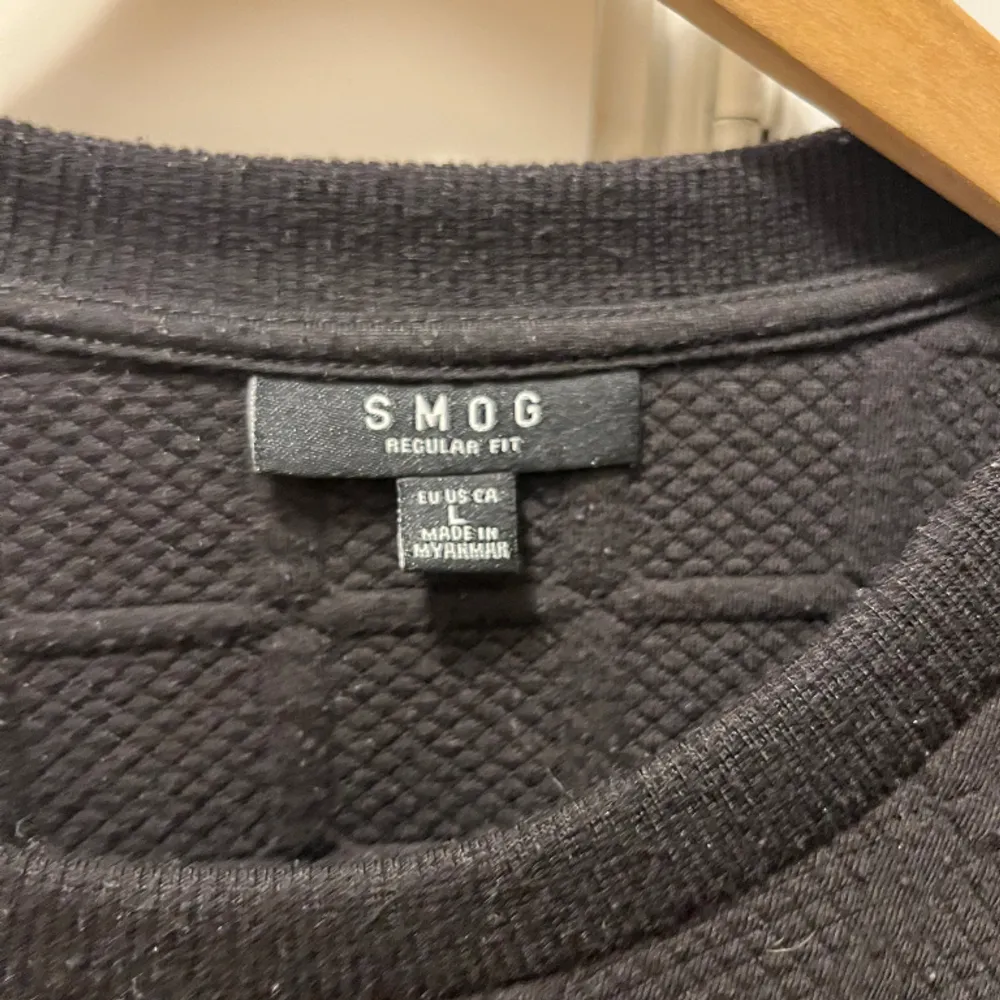 SMOG
REGULAR FIT
EU US CA
L
MADE IN
MYANMAR